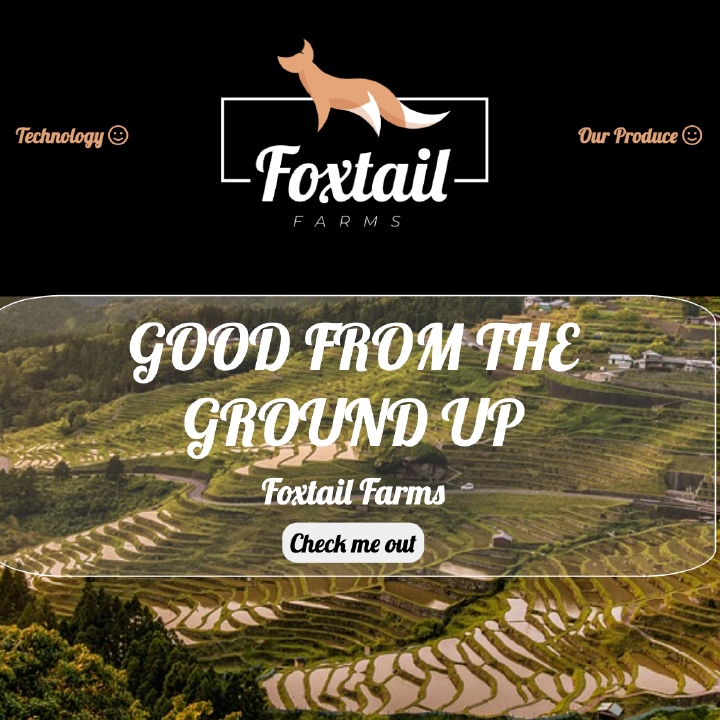 Technology
Our Produce
Foxtail
FARMS
GOOD FROM THE
GROUND UP
Foxtail Farms
Check me out